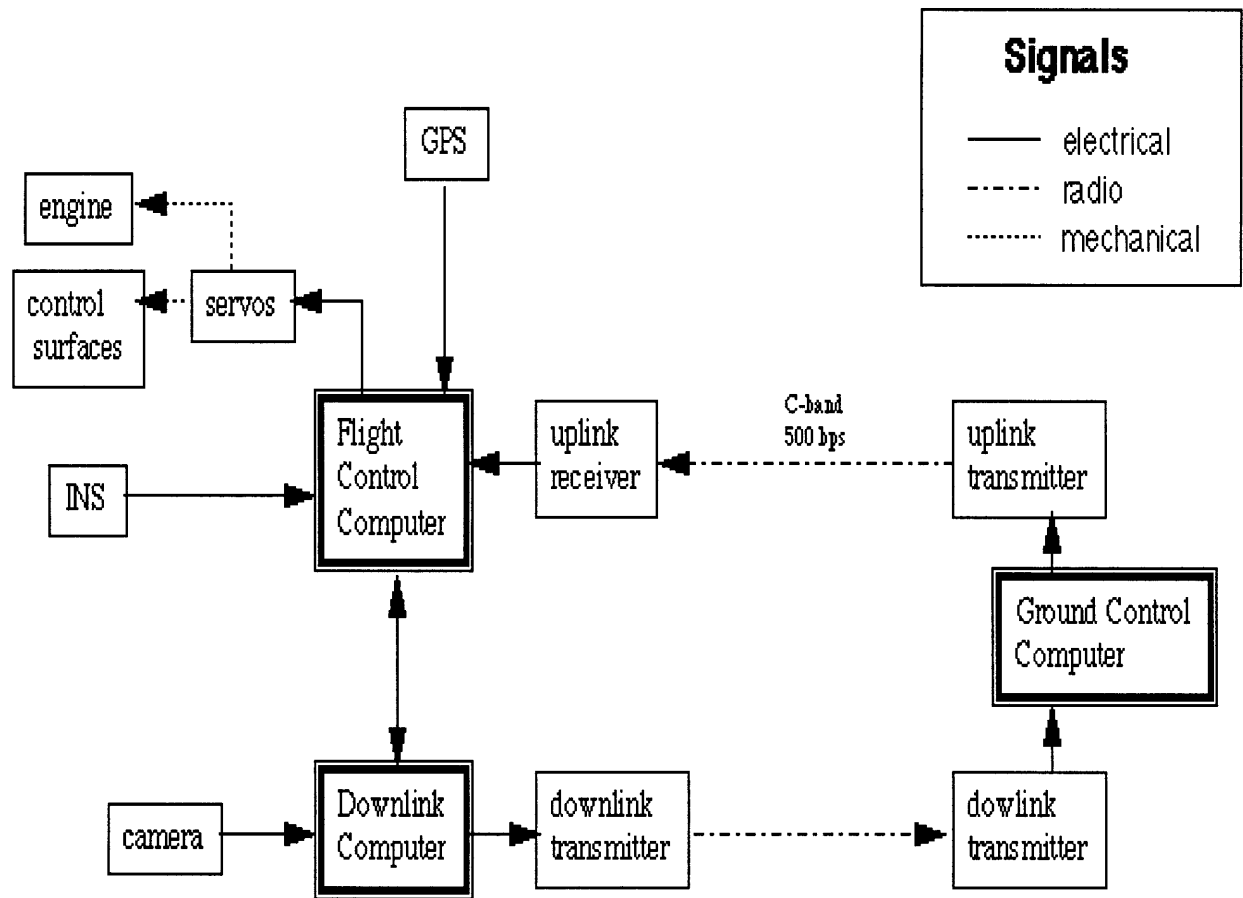 Signals
electrical
radio
mechanical
GPS
engine
control
surfaces
servos
Flight
Control
Computer
uplink
receiver
C-band
500 bps
uplink
transmitter
INS
Ground Control
Computer
camera
Downlink
Computer
downlink
transmitter
dowlink
transmitter